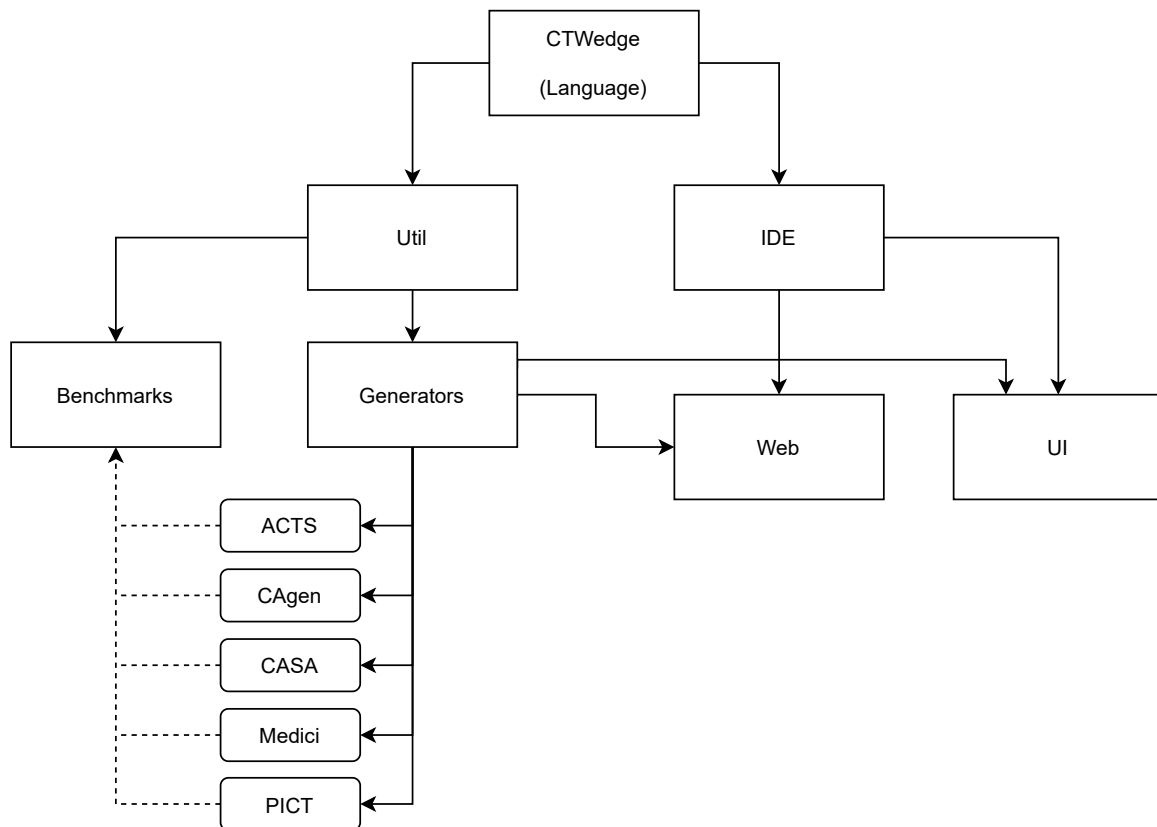 CTWedge
(Language)
Util
IDE
Benchmarks
Generators
Web
UI
ACTS
CAgen
CASA
Medici
PICT